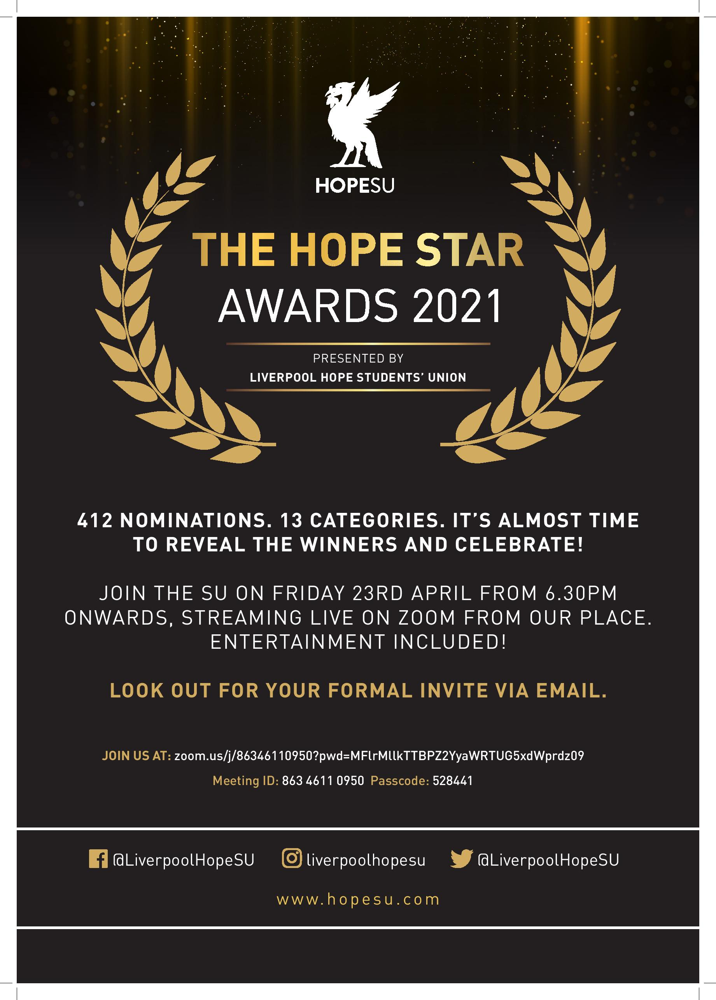 HOPESU
THE HOPE STAR
AWARDS 2021
PRESENTED BY
LIVERPOOL HOPE STUDENTS’ UNION
412 NOMINATIONS. 13 CATEGORIES. IT’S ALMOST TIME
TO REVEAL THE WINNERS AND CELEBRATE!
JOIN THE SU ON FRIDAY 23RD APRIL FROM 6.30PM
ONWARDS, STREAMING LIVE ON ZOOM FROM OUR PLACE.
ENTERTAINMENT INCLUDED!
LOOK OUT FOR YOUR FORMAL INVITE VIA EMAIL.
JOIN US AT: zoom.us/j/86346110950?pwd=MFlrMllkTTBPZ2YyaWRTUG5xdWprdz09
Meeting ID: 863 4611 0950 Passcode: 528441
@LiverpoolHopeSU liverpoolhopesu @LiverpoolHopeSU
www.hopesu.com